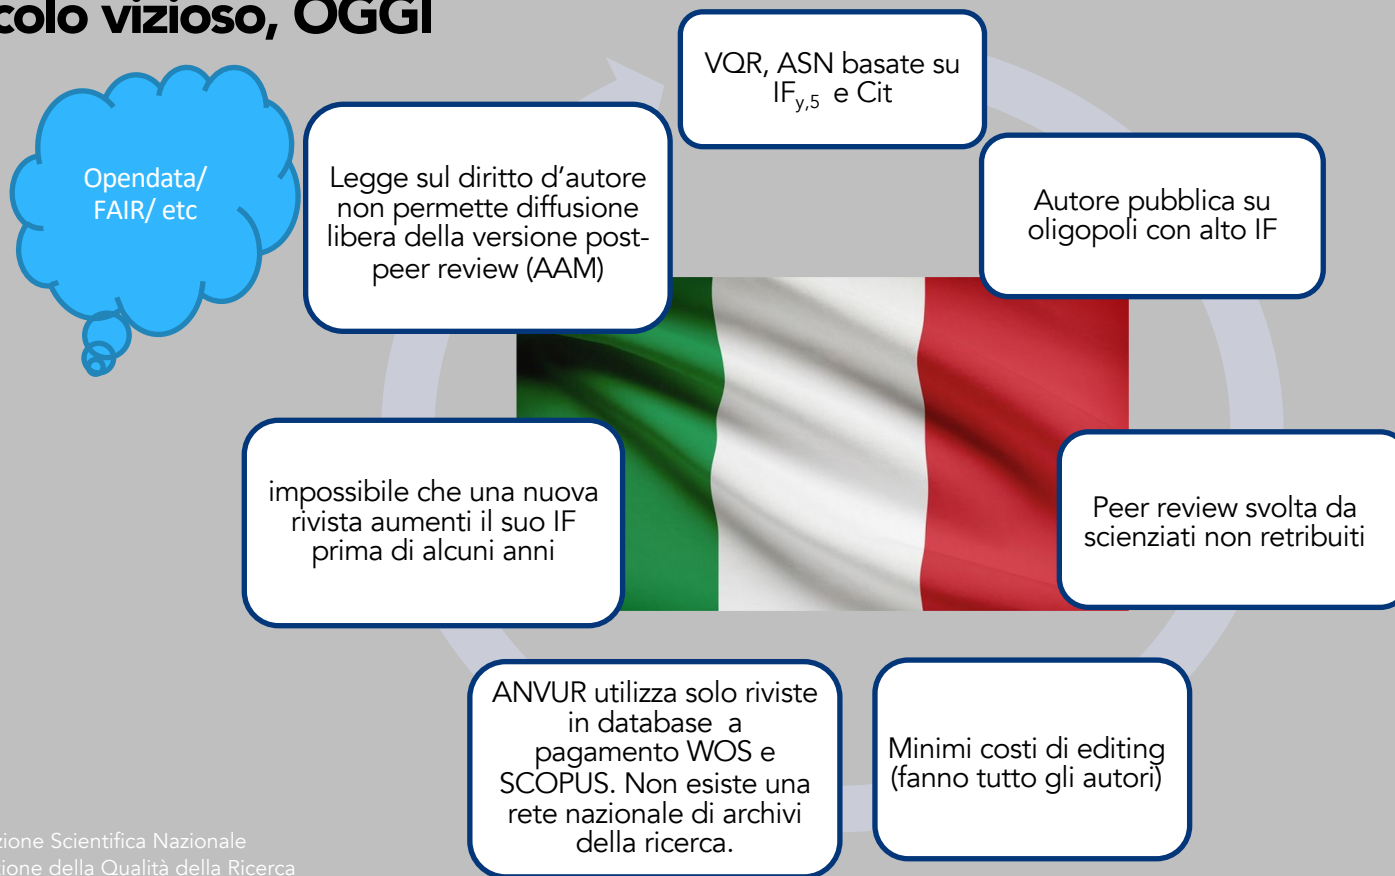 colo vizioso, OGGI
VQR, ASN basate su
IFy,5 e Cit
Autore pubblica su
oligopoli con alto IF
Peer review svolta da
scienziati non retribuiti
Minimi costi di editing
(fanno tutto gli autori)
ANVUR utilizza solo riviste
in database a
pagamento WOS e
SCOPUS. Non esiste una
rete nazionale di archivi
della ricerca.
impossibile che una nuova
rivista aumenti il suo IF
prima di alcuni anni
Legge sul diritto d’autore
non permette diffusione
libera della versione post-
peer review (AAM)
Opendata/
FAIR/ etc
zione Scientifica Nazionale
zione della Qualità della Ricerca